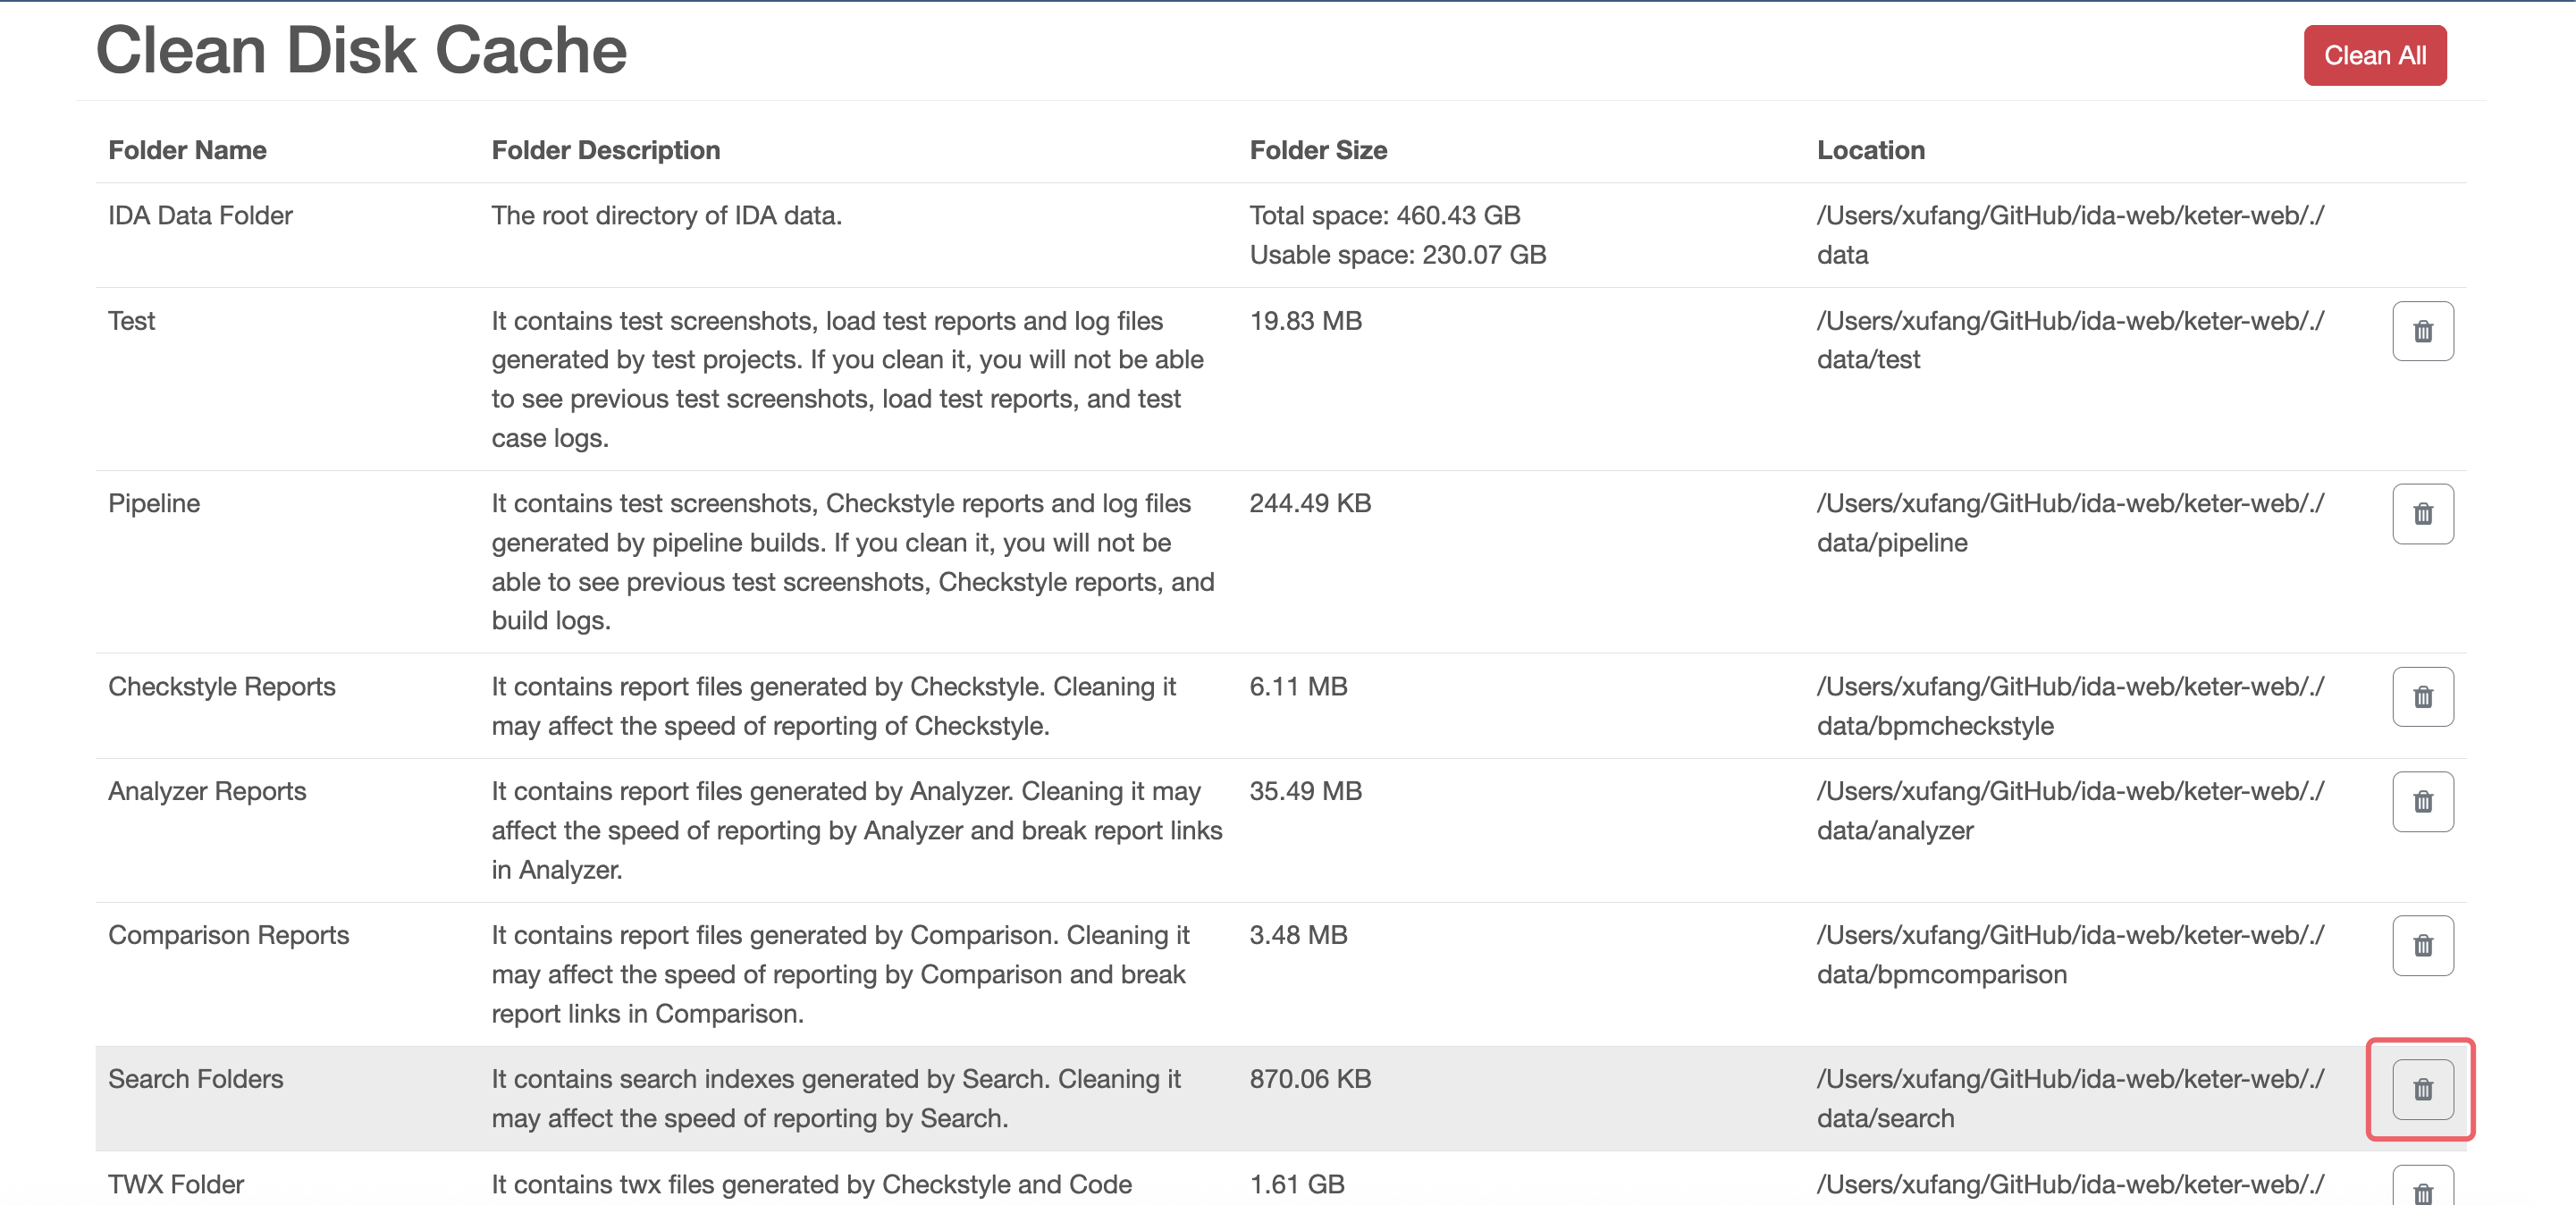 Clean Disk Cache
Clean All
Folder Name Folder Description Folder Size Location
IDA Data Folder The root directory of IDA data. Total space: 460.43 GB /Users/xufang/GitHub/ida-web/keter-web/./
Usable space: 230.07 GB data
Test It contains test screenshots, load test reports and log files 19.83 MB /Users/xufang/GitHub/ida-web/keter-web/./
generated by test projects. If you clean it, you will not be able data/test
to see previous test screenshots, load test reports, and test
case logs.
Pipeline It contains test screenshots, Checkstyle reports and log files 244.49 KB /Users/xufang/GitHub/ida-web/keter-web/./
generated by pipeline builds. If you clean it, you will not be data/pipeline
able to see previous test screenshots, Checkstyle reports, and
build logs.
Checkstyle Reports It contains report files generated by Checkstyle. Cleaning it 6.11 MB /Users/xufang/GitHub/ida-web/keter-web/./
may affect the speed of reporting of Checkstyle. data/bpmcheckstyle
Analyzer Reports It contains report files generated by Analyzer. Cleaning it may 35.49 MB /Users/xufang/GitHub/ida-web/keter-web/./
affect the speed of reporting by Analyzer and break report links data/analyzer
in Analyzer.
Comparison Reports It contains report files generated by Comparison. Cleaning it 3.48 MB /Users/xufang/GitHub/ida-web/keter-web/./
may affect the speed of reporting by Comparison and break data/bpmcomparison
report links in Comparison.
Search Folders It contains search indexes generated by Search. Cleaning it 870.06 KB /Users/xufang/GitHub/ida-web/keter-web/./
may affect the speed of reporting by Search. data/search
TWX Folder It contains twx files generated by Checkstyle and Code 1.61 GB /Users/xufang/GitHub/ida-web/keter-web/./